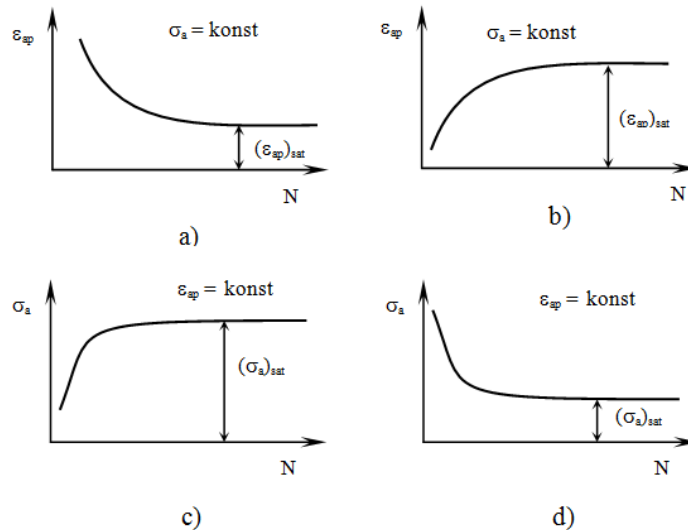 εap
σa = konst
(εap)sat
N
a)
εap
σa = konst
(εap)sat
N
b)
σa
εap = konst
(σa)sat
N
c)
σa
εap = konst
(σa)sat
N
d)